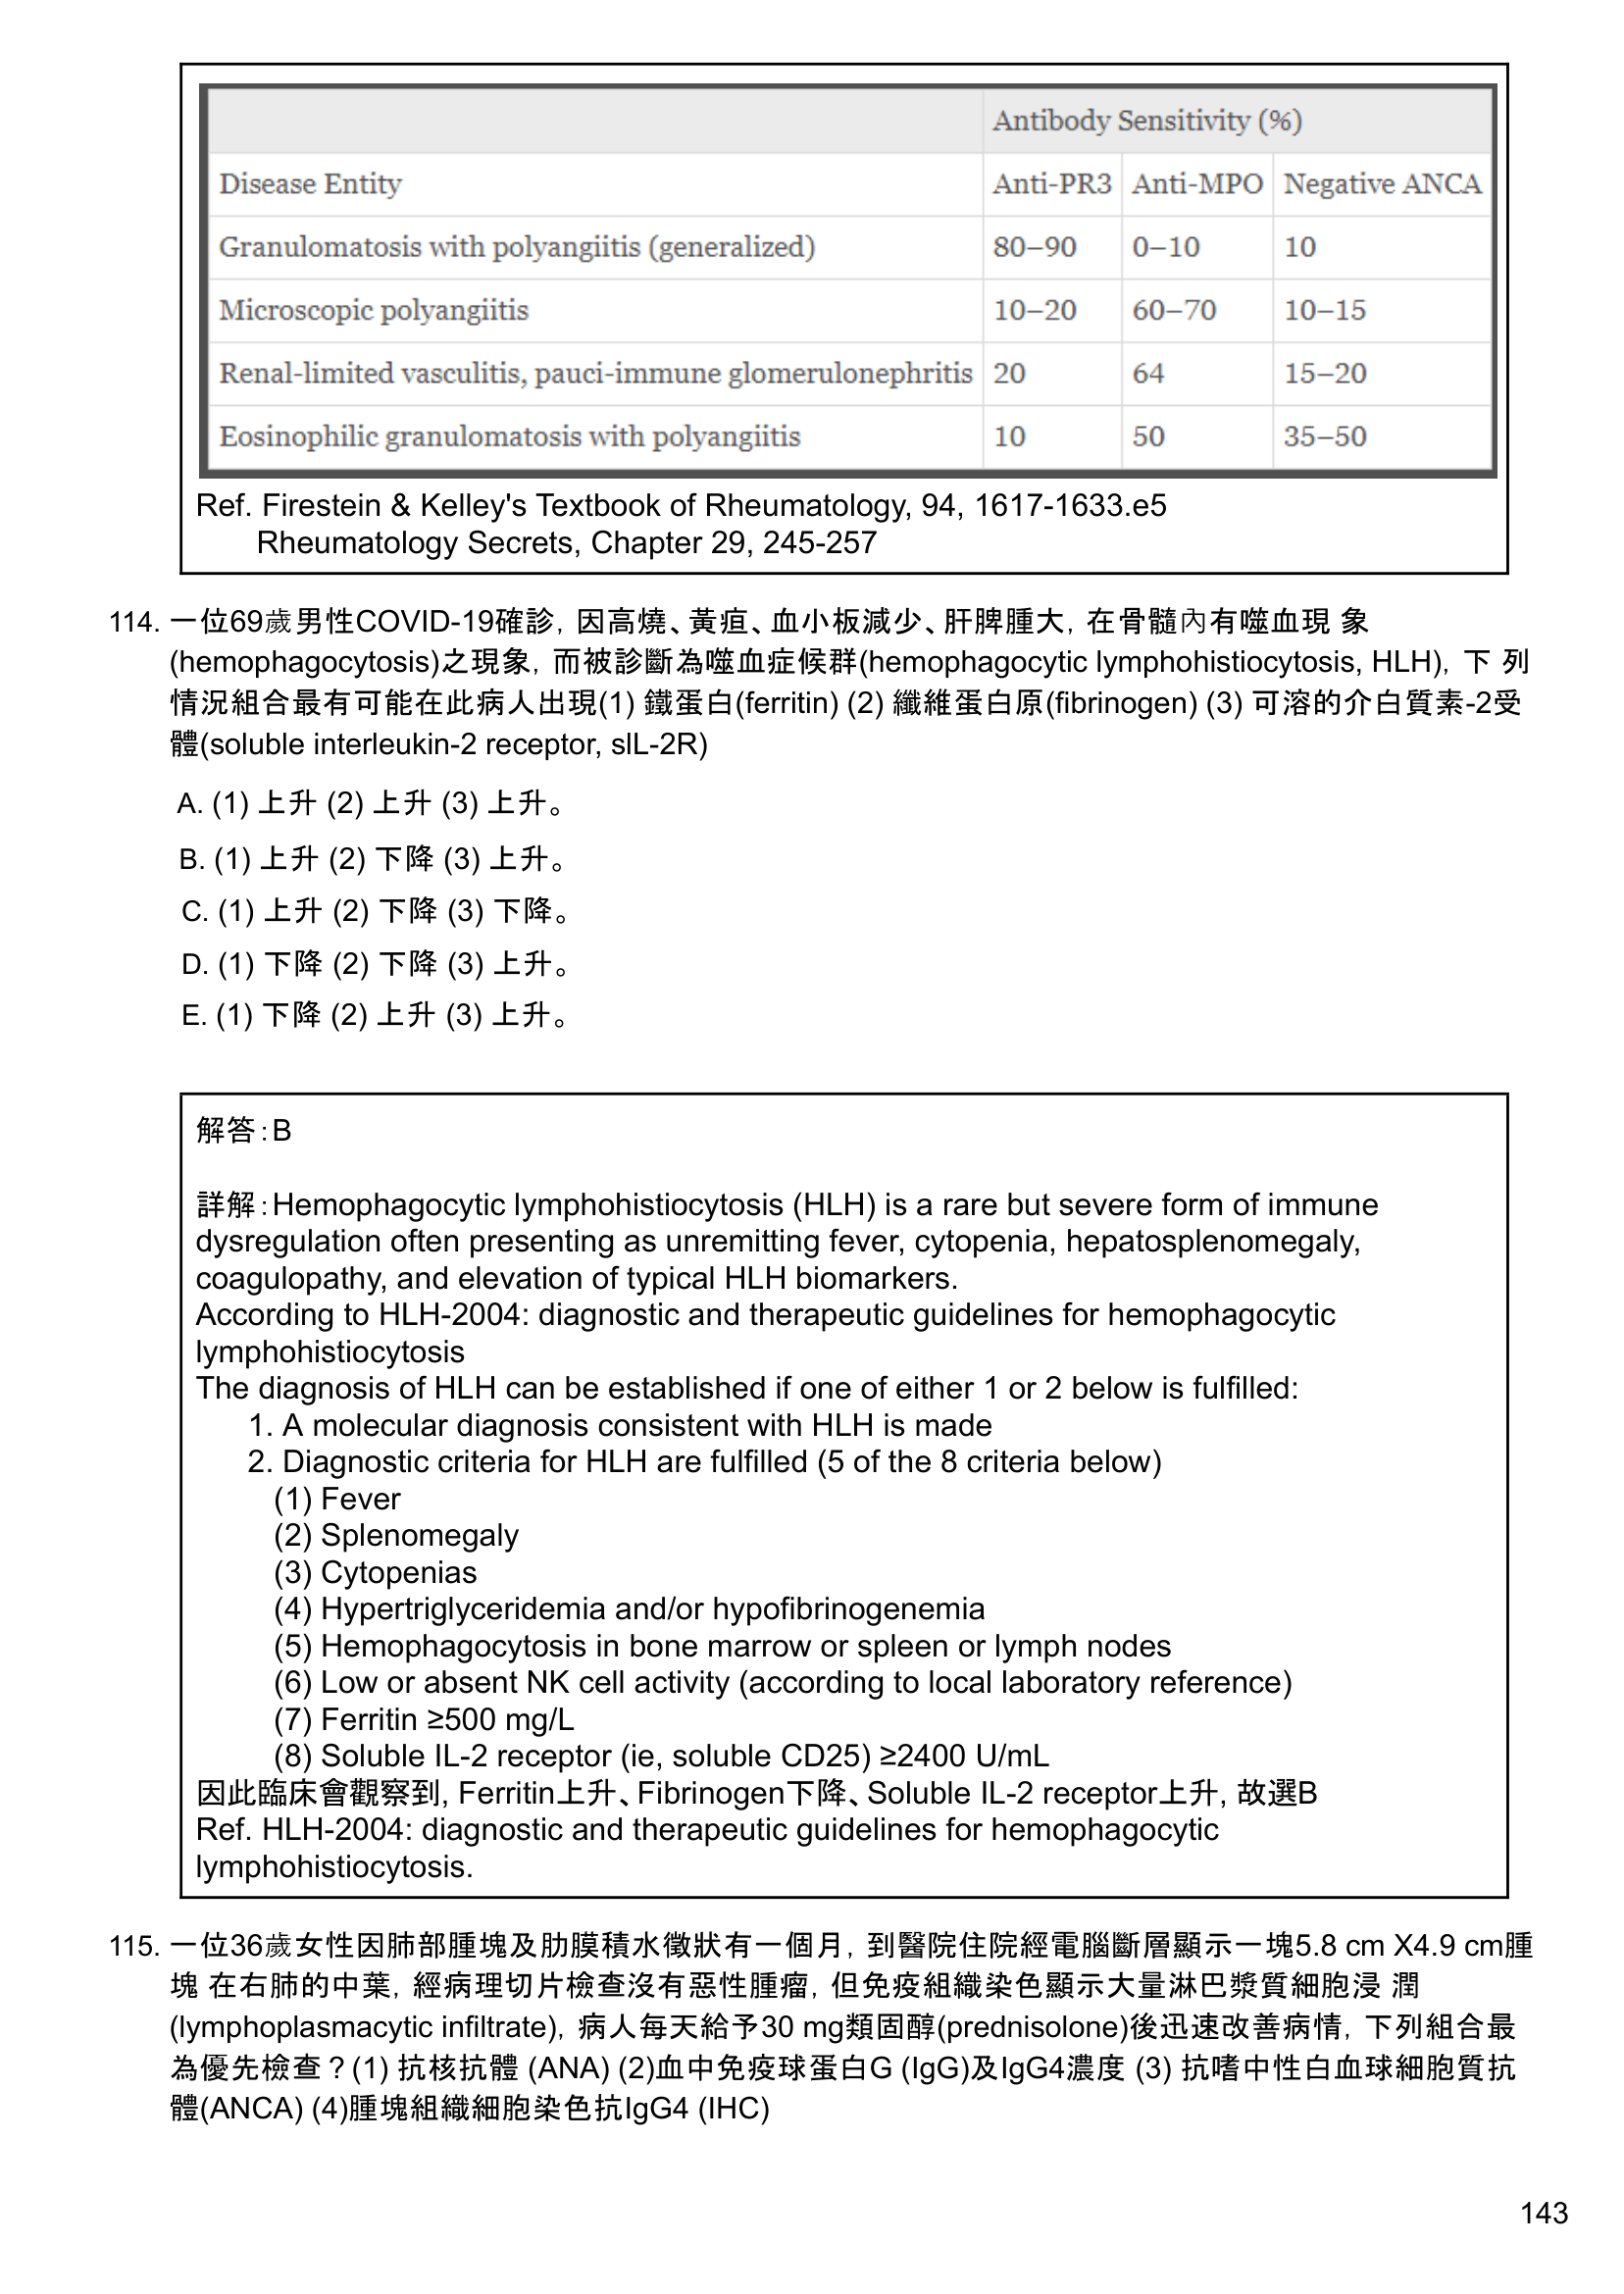 Antibody Sensitivity (%)
Disease Entity Anti-PR3 Anti-MPO Negative ANCA
Granulomatosis with polyangiitis (generalized) 80–90 0–10 10
Microscopic polyangiitis 10–20 60–70 10–15
Renal-limited vasculitis, pauci-immune glomerulonephritis 20 64 15–20
Eosinophilic granulomatosis with polyangiitis 10 50 35–50
Ref. Firestein & Kelley's Textbook of Rheumatology, 94, 1617-1633.e5
Rheumatology Secrets, Chapter 29, 245-257
114. 一位69歲男性COVID-19確診，因高燒、黃疸、血小板減少、肝脾腫大，在骨髓內有噬血現 象
(hemophagocytosis)之現象，而被診斷為噬血症候群(hemophagocytic lymphohistiocytosis, HLH)，下 列
情況組合最有可能在此病人出現(1) 鐵蛋白(ferritin) (2) 纖維蛋白原(fibrinogen) (3) 可溶的介白質素-2受
體(soluble interleukin-2 receptor, slL-2R)
A. (1) 上升 (2) 上升 (3) 上升。
B. (1) 上升 (2) 下降 (3) 上升。
C. (1) 上升 (2) 下降 (3) 下降。
D. (1) 下降 (2) 下降 (3) 上升。
E. (1) 下降 (2) 上升 (3) 上升。
解答：B
詳解：Hemophagocytic lymphohistiocytosis (HLH) is a rare but severe form of immune
dysregulation often presenting as unremitting fever, cytopenia, hepatosplenomegaly,
coagulopathy, and elevation of typical HLH biomarkers.
According to HLH-2004: diagnostic and therapeutic guidelines for hemophagocytic
lymphohistiocytosis
The diagnosis of HLH can be established if one of either 1 or 2 below is fulfilled:
1. A molecular diagnosis consistent with HLH is made
2. Diagnostic criteria for HLH are fulfilled (5 of the 8 criteria below)
(1) Fever
(2) Splenomegaly
(3) Cytopenias
(4) Hypertriglyceridemia and/or hypofibrinogenemia
(5) Hemophagocytosis in bone marrow or spleen or lymph nodes
(6) Low or absent NK cell activity (according to local laboratory reference)
(7) Ferritin ≥500 mg/L
(8) Soluble IL-2 receptor (ie, soluble CD25) ≥2400 U/mL
因此臨床會觀察到, Ferritin上升、Fibrinogen下降、Soluble IL-2 receptor上升, 故選B
Ref. HLH-2004: diagnostic and therapeutic guidelines for hemophagocytic
lymphohistiocytosis.
115. 一位36歲女性因肺部腫塊及肋膜積水徵狀有一個月，到醫院住院經電腦斷層顯示一塊5.8 cm X4.9 cm腫
塊 在右肺的中葉，經病理切片檢查沒有惡性腫瘤，但免疫組織染色顯示大量淋巴漿質細胞浸 潤
(lymphoplasmacytic infiltrate)，病人每天給予30 mg類固醇(prednisolone)後迅速改善病情，下列組合最
為優先檢查？(1) 抗核抗體 (ANA) (2)血中免疫球蛋白G (IgG)及IgG4濃度 (3) 抗嗜中性白血球細胞質抗
體(ANCA) (4)腫塊組織細胞染色抗IgG4 (IHC)
143